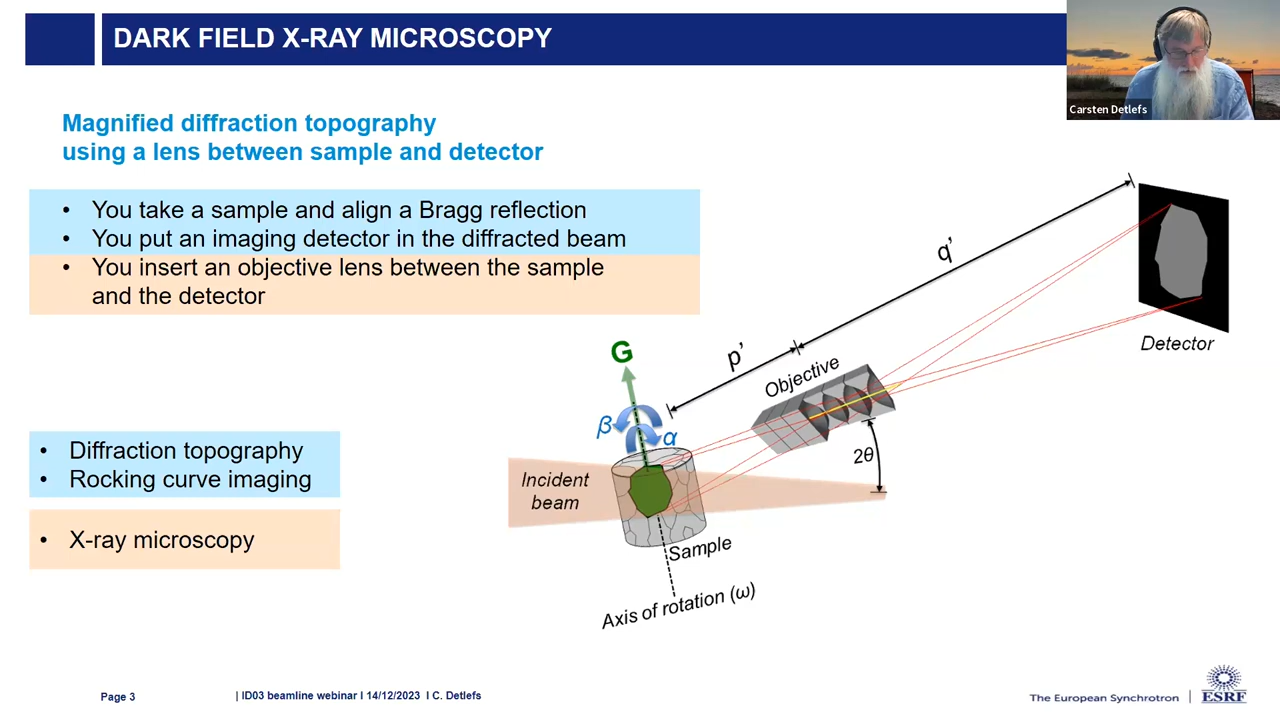 DARK FIELD X-RAY MICROSCOPY
Carsten Detlefs
Magnified diffraction topography
using a lens between sample and detector
• You take a sample and align a Bragg reflection
• You put an imaging detector in the diffracted beam
• You insert an objective lens between the sample
and the detector
• Diffraction topography
• Rocking curve imaging
• X-ray microscopy
q'
Detector
p'
Objective
G
β
α
2θ
Incident
beam
Sample
Axis of rotation (ω)
Page 3
| ID03 beamline webinar I 14/12/2023 I C. Detlefs
The European Synchrotron | ESRF